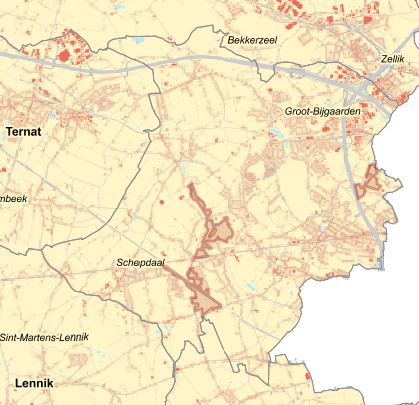 Bekkerzeel
Zellik
Groot-Bijgaarden
Ternat
mbeek
Schepdaal
Sint-Martens-Lennik
Lennik